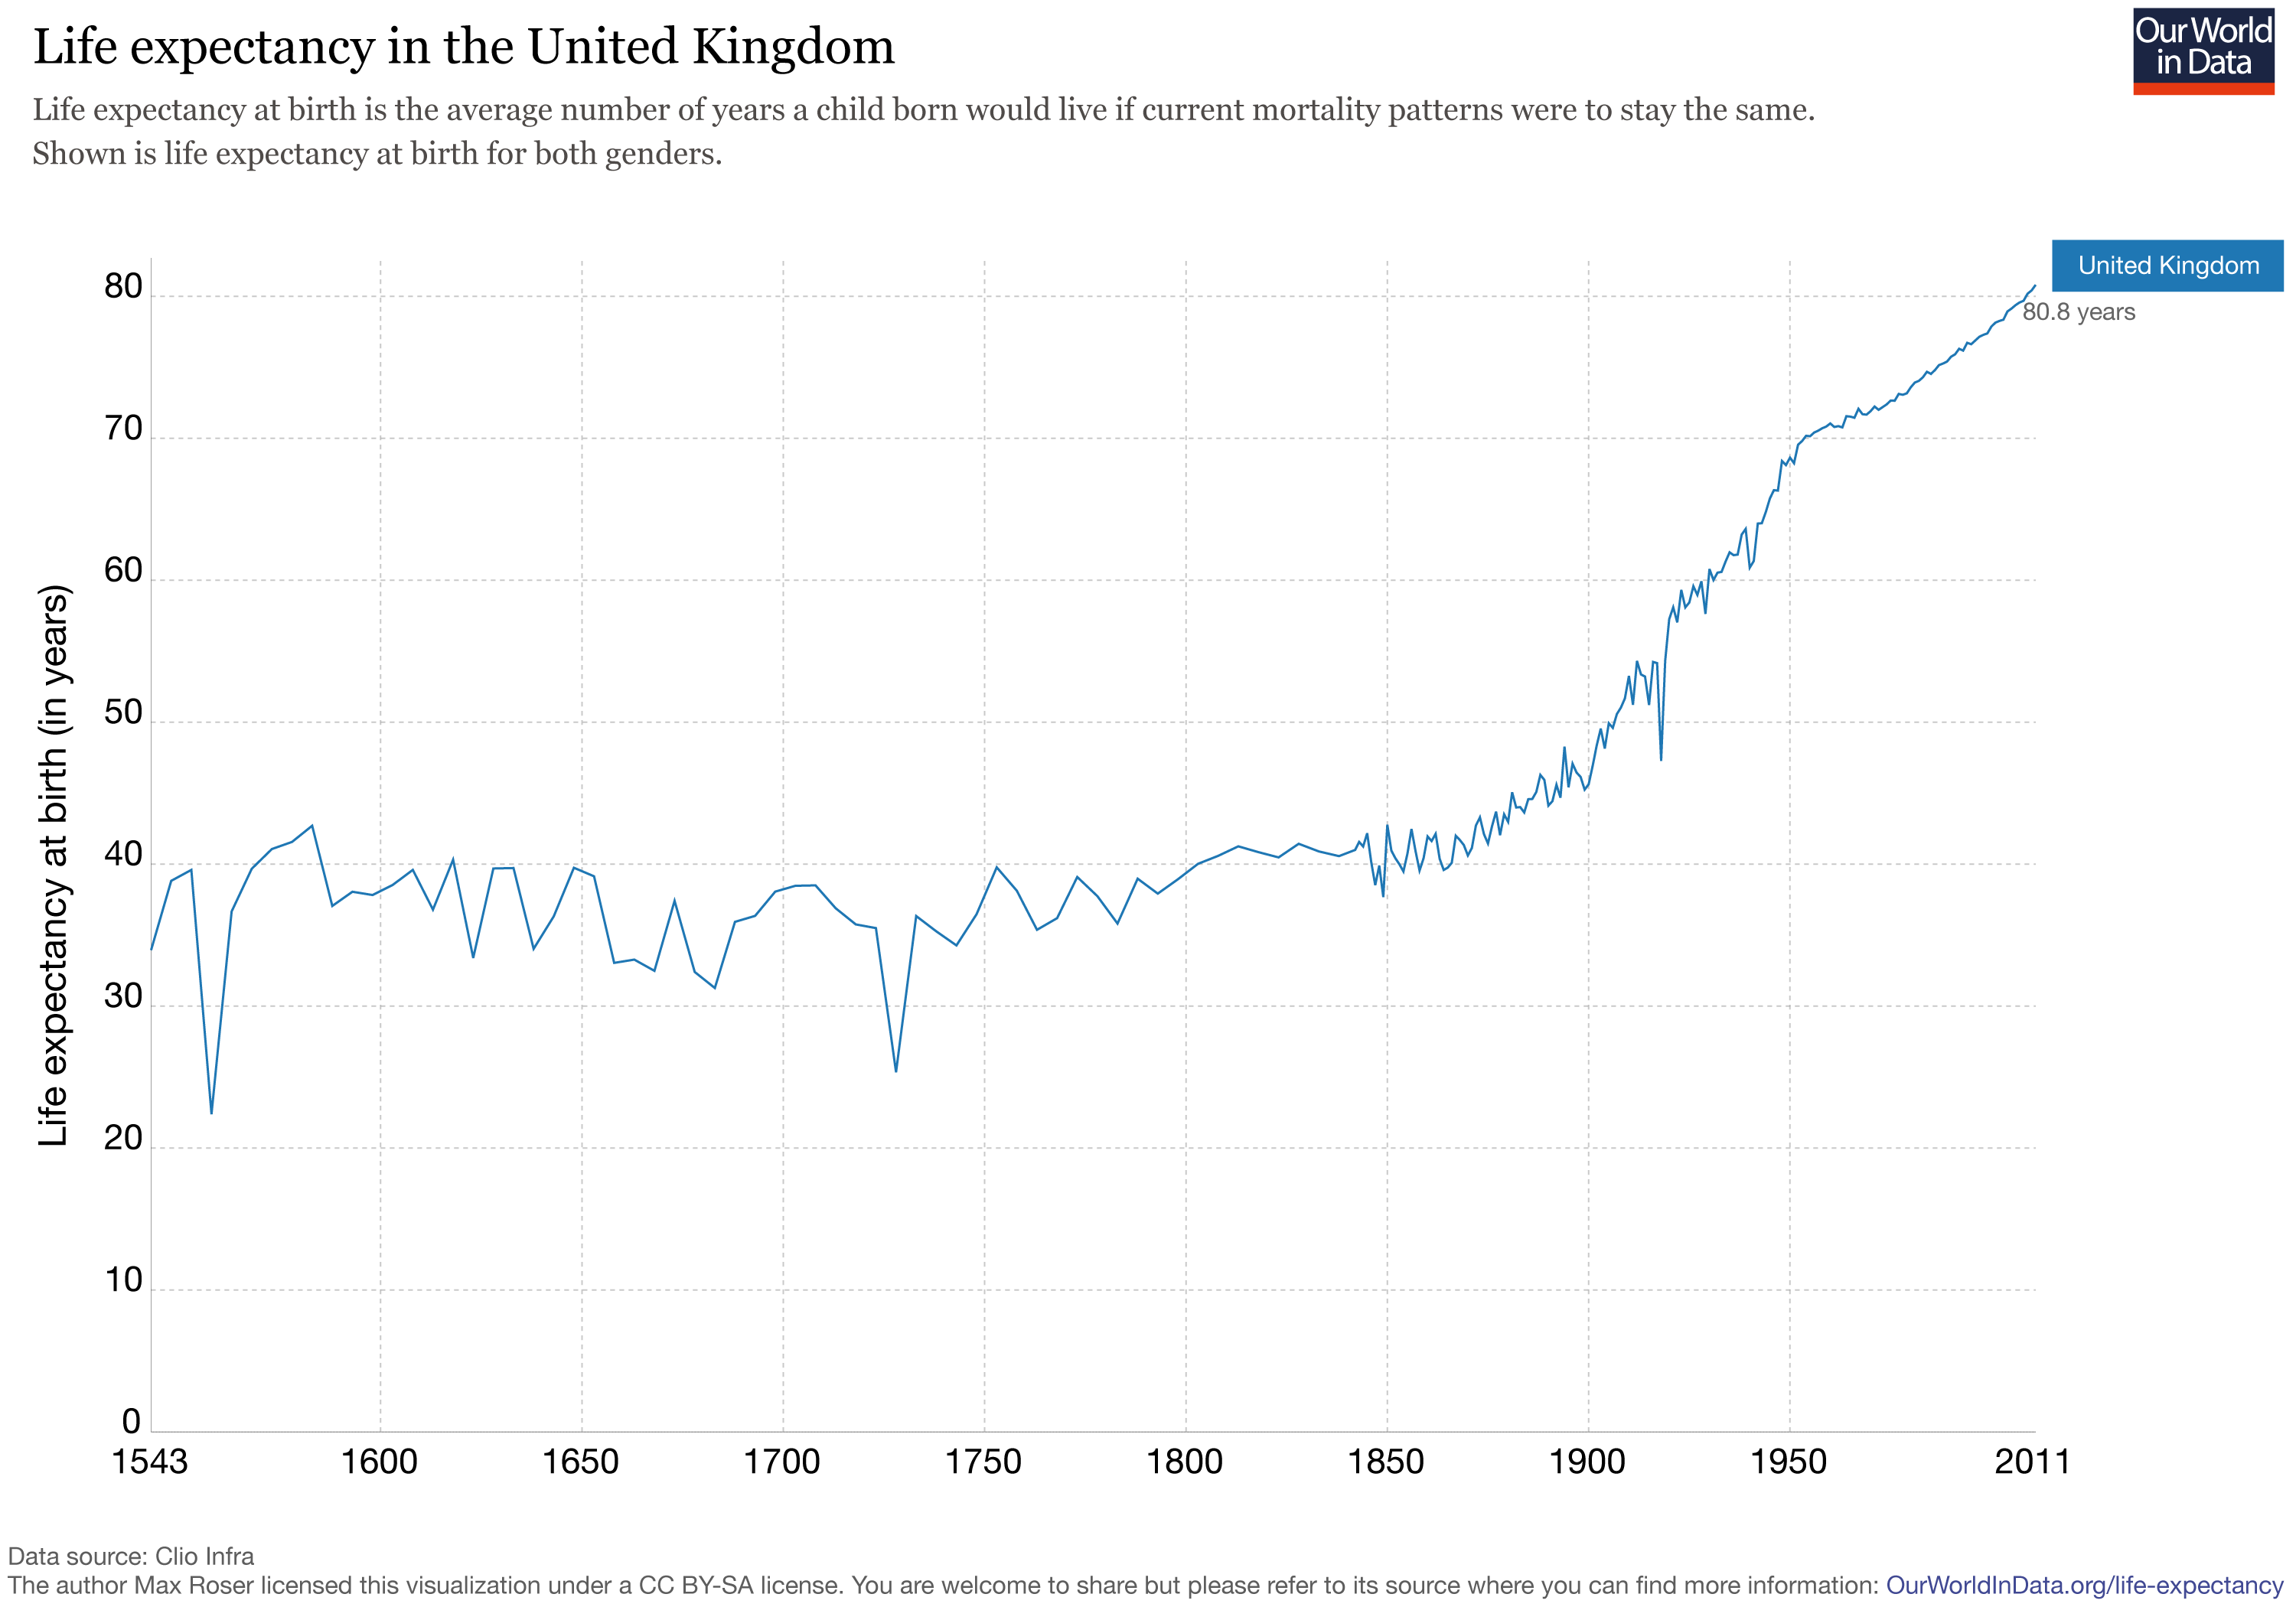 Life expectancy in the United Kingdom
Our World
in Data
Life expectancy at birth is the average number of years a child born would live if current mortality patterns were to stay the same.
Shown is life expectancy at birth for both genders.
United Kingdom
80.8 years
Life expectancy at birth (in years)
80
70
60
50
40
30
20
10
0
1543 1600 1650 1700 1750 1800 1850 1900 1950 2011
Data source: Clio Infra
The author Max Roser licensed this visualization under a CC BY-SA license. You are welcome to share but please refer to its source where you can find more information: OurWorldInData.org/life-expectancy